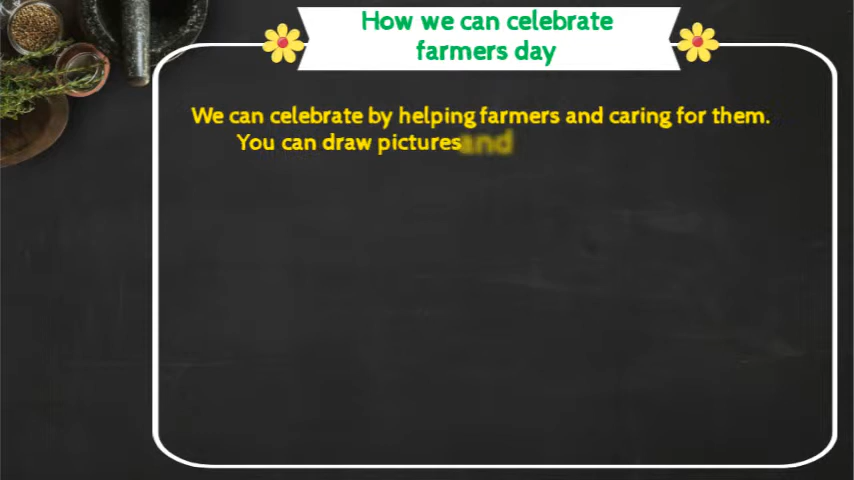 How we can celebrate
farmers day
We can celebrate by helping farmers and caring for them.
You can draw pictures and